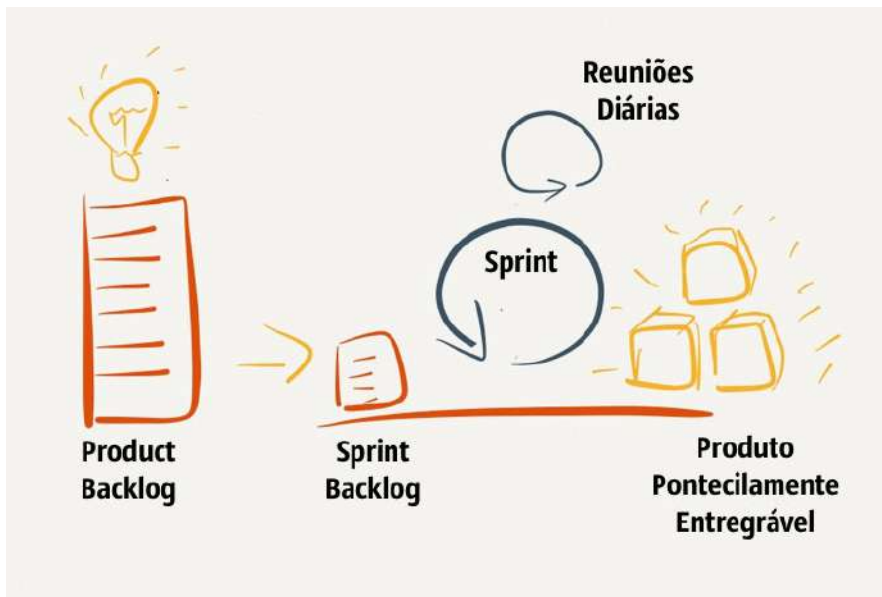 Reuniões
Diárias
Sprint
Product
Backlog
Sprint
Backlog
Produto
Pontecilamente
Entregrável